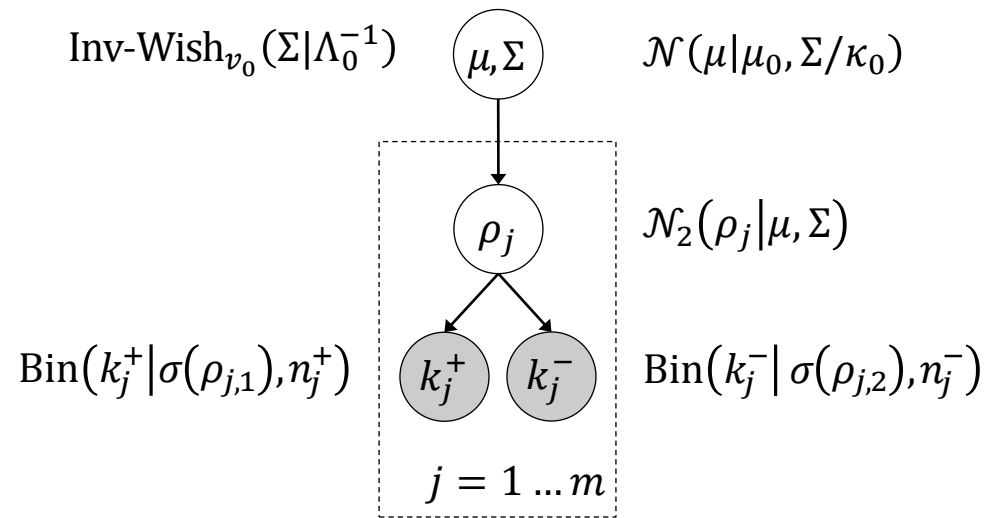 Inv-Wish_{v_0}(Σ|Λ_0^{-1}) μ, Σ 𝒩(μ|μ_0, Σ/κ_0)
ρ_j 𝒩_2(ρ_j|μ, Σ)
Bin(k_j^+|σ(ρ_{j,1}), n_j^+) k_j^+ k_j^- Bin(k_j^-| σ(ρ_{j,2}), n_j^-)
j = 1 … m